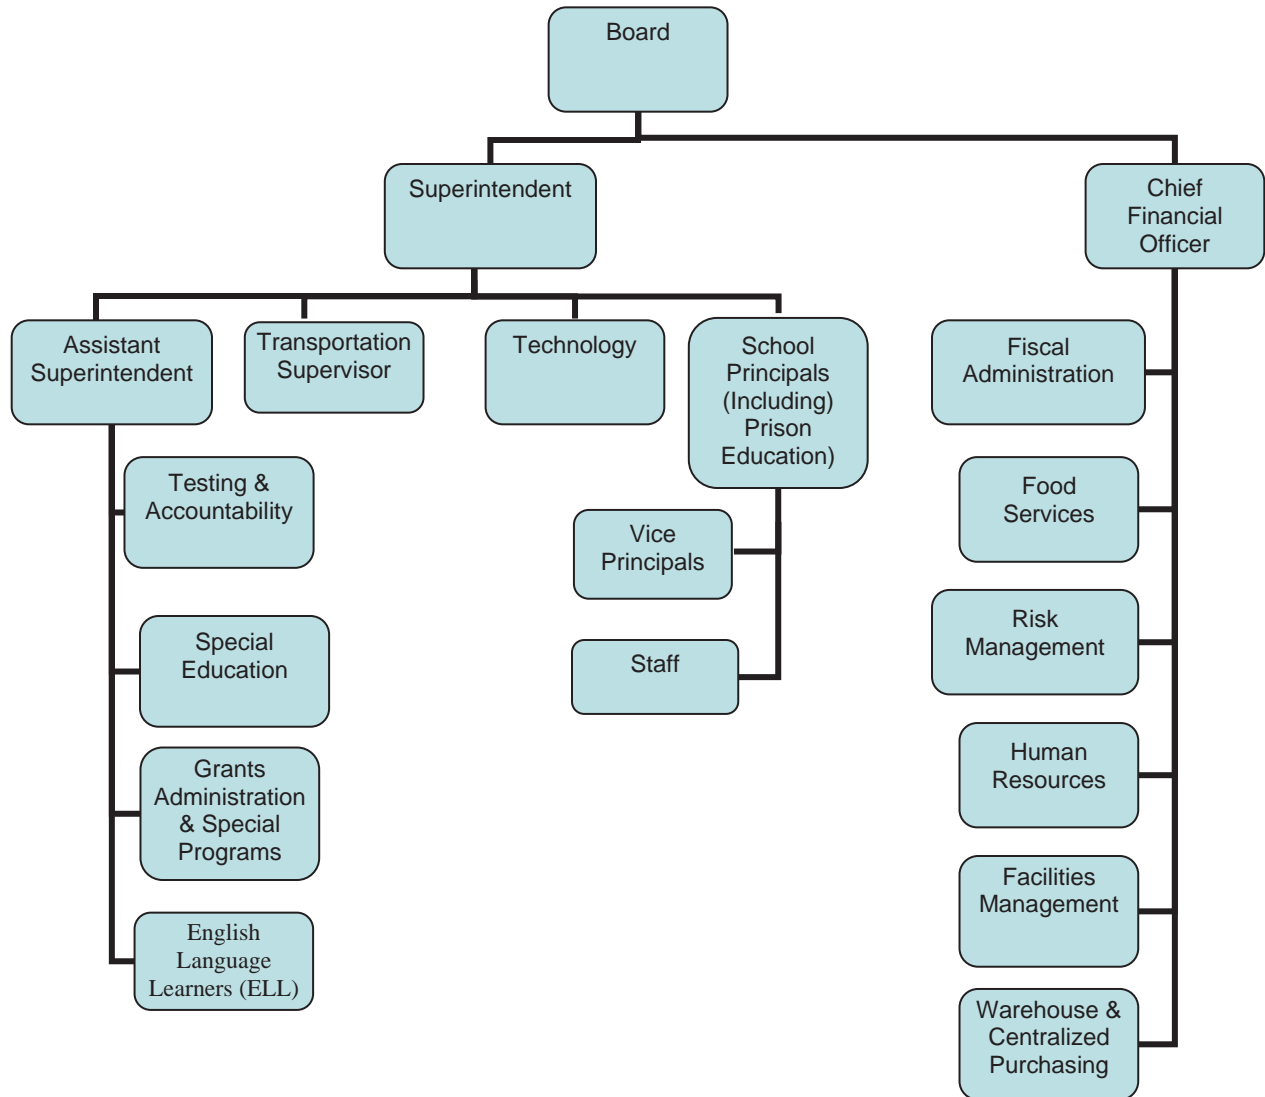 Board
Superintendent
Chief
Financial
Officer
Assistant
Superintendent
Transportation
Supervisor
Technology
School
Principals
(Including)
Prison
Education)
Fiscal
Administration
Testing &
Accountability
Food
Services
Vice
Principals
Special
Education
Staff
Risk
Management
Grants
Administration
& Special
Programs
Human
Resources
English
Language
Learners (ELL)
Facilities
Management
Warehouse &
Centralized
Purchasing